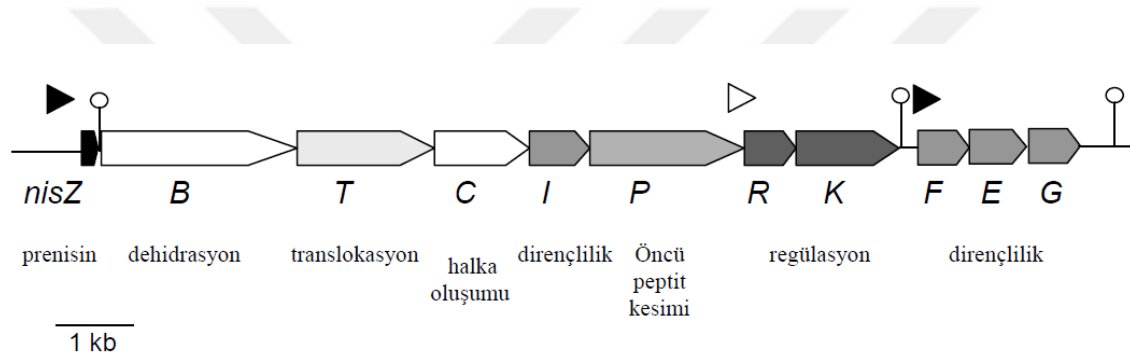 nisZ B T C I P R K F E G
prenisin dehidrasyon translokasyon halka dirençlilik Öncü regülasyon dirençlilik
oluşumu peptit
kesimi
1 kb